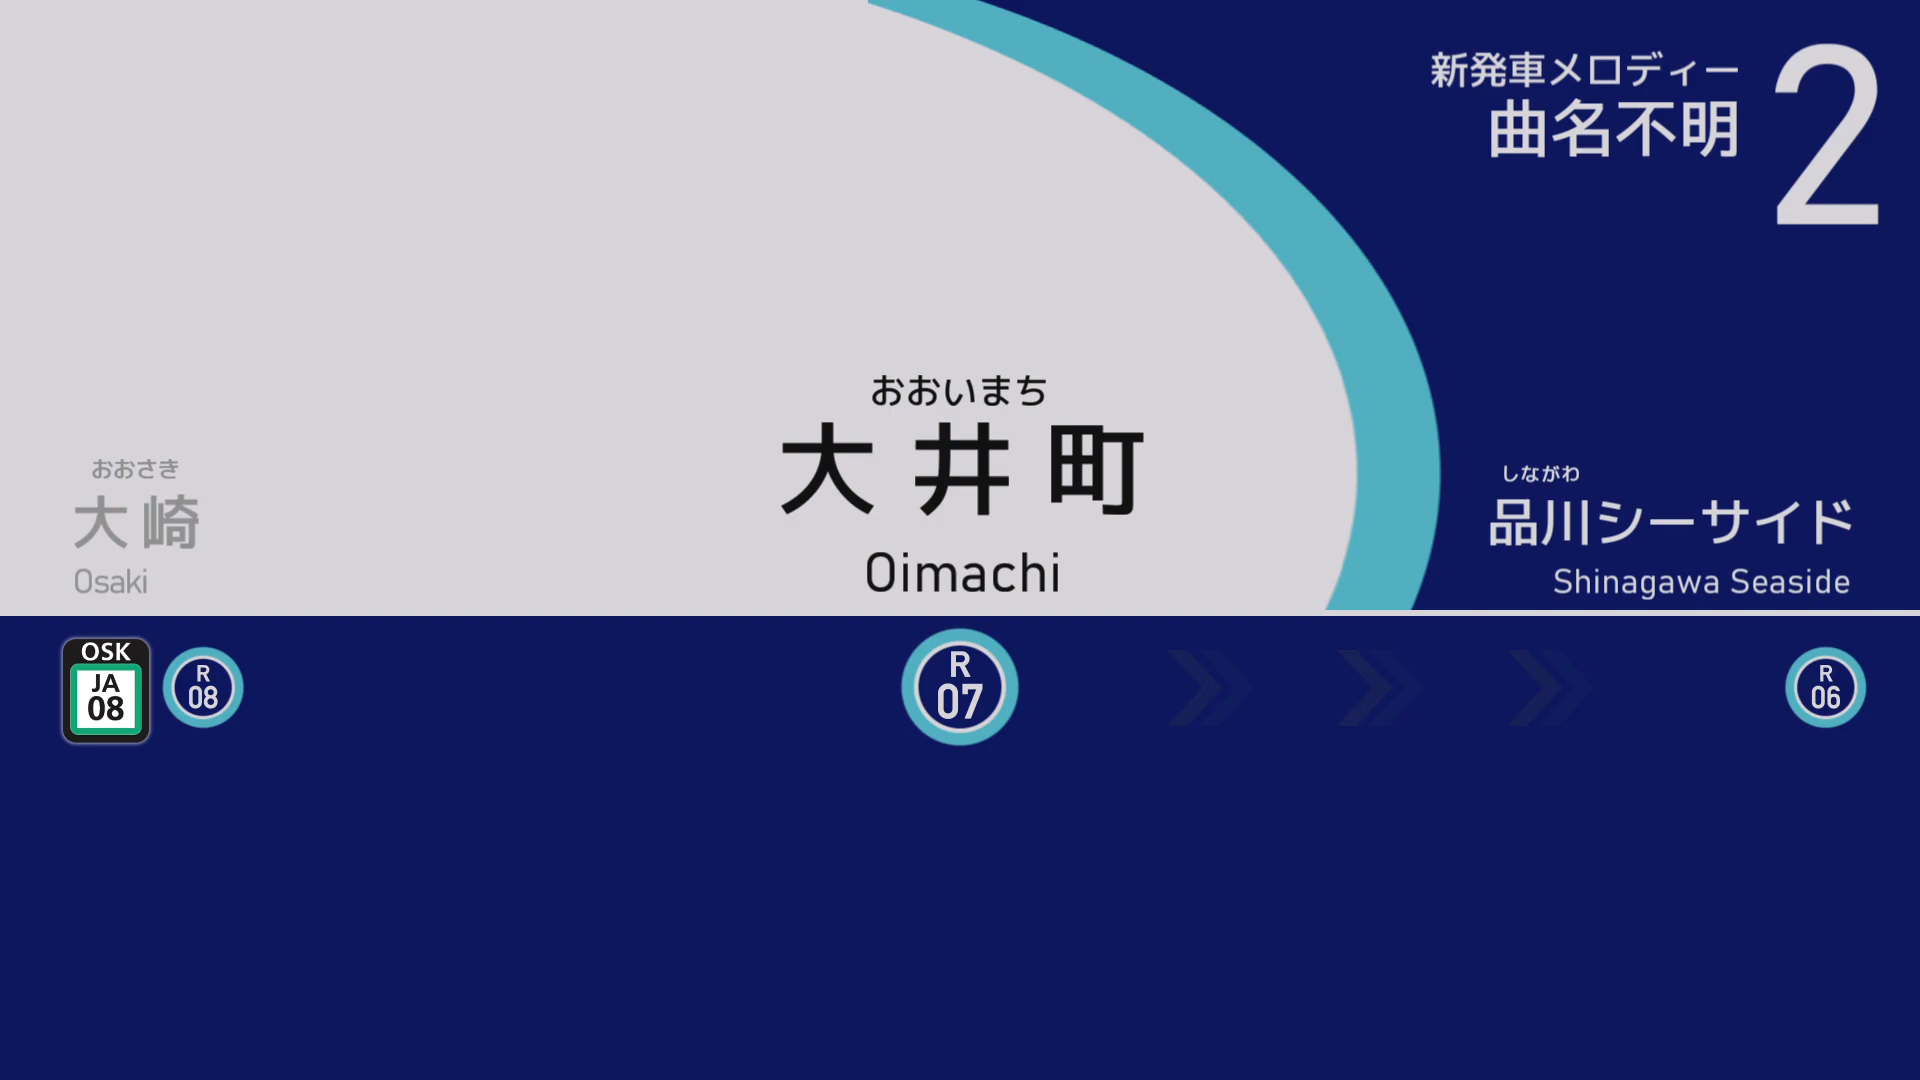 新発車メロディー
曲名不明
2
おおいまち
大井町
Oimachi
おおさき
大崎
Osaki
しながわ
品川シーサイド
Shinagawa Seaside
OSK
JA
08
R
08
R
07
R
06